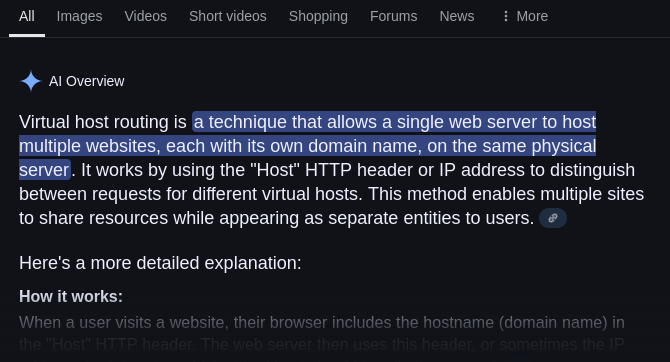 All Images Videos Short videos Shopping Forums News More
AI Overview
Virtual host routing is a technique that allows a single web server to host
multiple websites, each with its own domain name, on the same physical
server. It works by using the "Host" HTTP header or IP address to distinguish
between requests for different virtual hosts. This method enables multiple sites
to share resources while appearing as separate entities to users.
Here's a more detailed explanation:
How it works:
When a user visits a website, their browser includes the hostname (domain name) in
the "Host" HTTP header. The web server then uses this header, or sometimes the IP